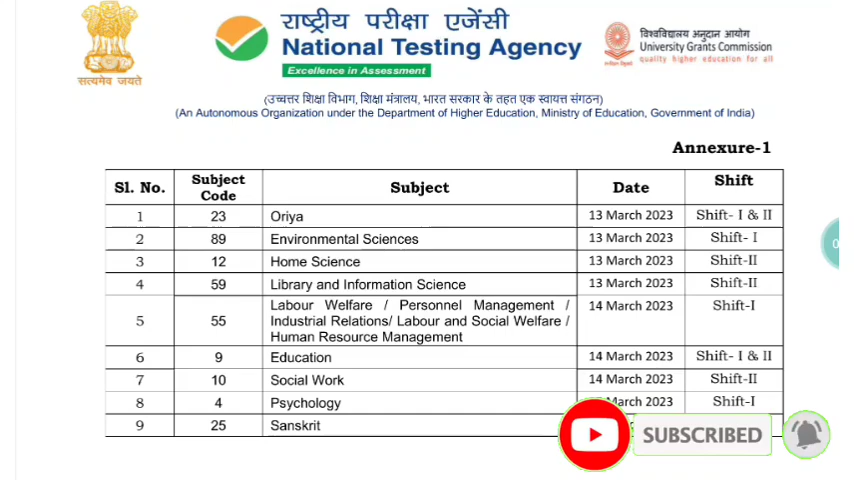 राष्ट्रीय परीक्षा एजेंसी
National Testing Agency
Excellence in Assessment
सत्यमेव जयते
विश्वविद्यालय अनुदान आयोग
University Grants Commission
quality higher education for all
(उच्चत्तर शिक्षा विभाग, शिक्षा मंत्रालय, भारत सरकार के तहत एक स्वायत्त संगठन)
(An Autonomous Organization under the Department of Higher Education, Ministry of Education, Government of India)
Annexure-1
Sl. No. Subject Code Subject Date Shift
1 23 Oriya 13 March 2023 Shift- I & II
2 89 Environmental Sciences 13 March 2023 Shift- I
3 12 Home Science 13 March 2023 Shift-II
4 59 Library and Information Science 13 March 2023 Shift-II
5 55 Labour Welfare / Personnel Management / 14 March 2023 Shift-I
Industrial Relations/ Labour and Social Welfare /
Human Resource Management
6 9 Education 14 March 2023 Shift- I & II
7 10 Social Work 14 March 2023 Shift-II
8 4 Psychology March 2023 Shift-I
9 25 Sanskrit
SUBSCRIBED